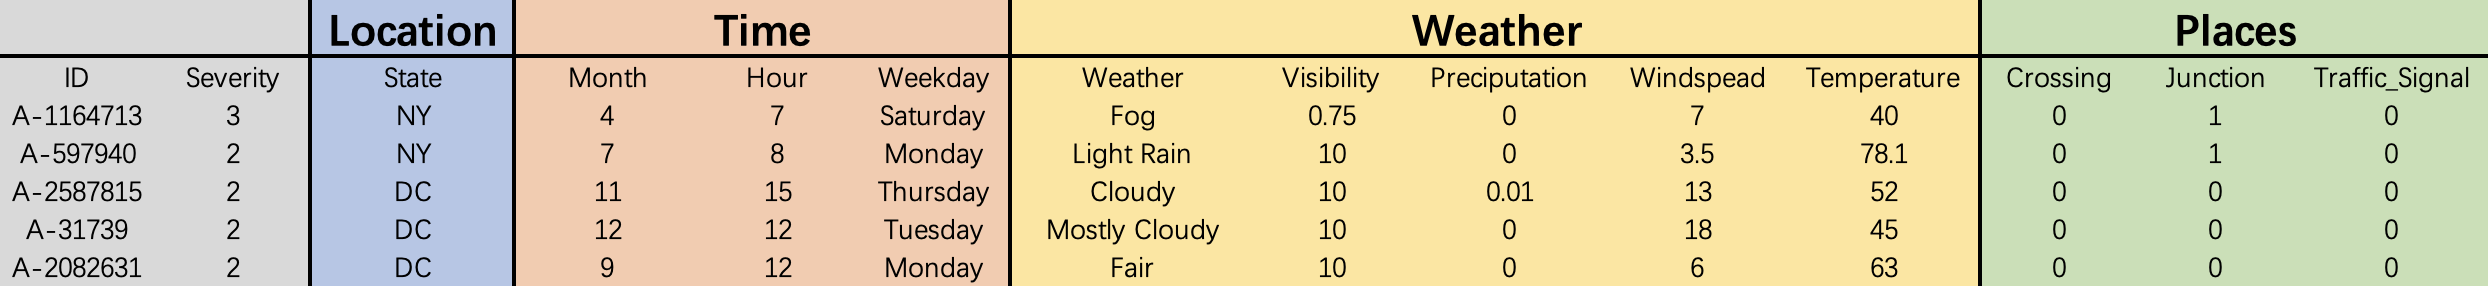 Location Time Weather Places
ID Severity State Month Hour Weekday Weather Visibility Preciputation Windspead Temperature Crossing Junction Traffic_Signal
A-1164713 3 NY 4 7 Saturday Fog 0.75 0 7 40 0 1 0
A-597940 2 NY 7 8 Monday Light Rain 10 0 3.5 78.1 0 1 0
A-2587815 2 DC 11 15 Thursday Cloudy 10 0.01 13 52 0 0 0
A-31739 2 DC 12 12 Tuesday Mostly Cloudy 10 0 18 45 0 0 0
A-2082631 2 DC 9 12 Monday Fair 10 0 6 63 0 0 0